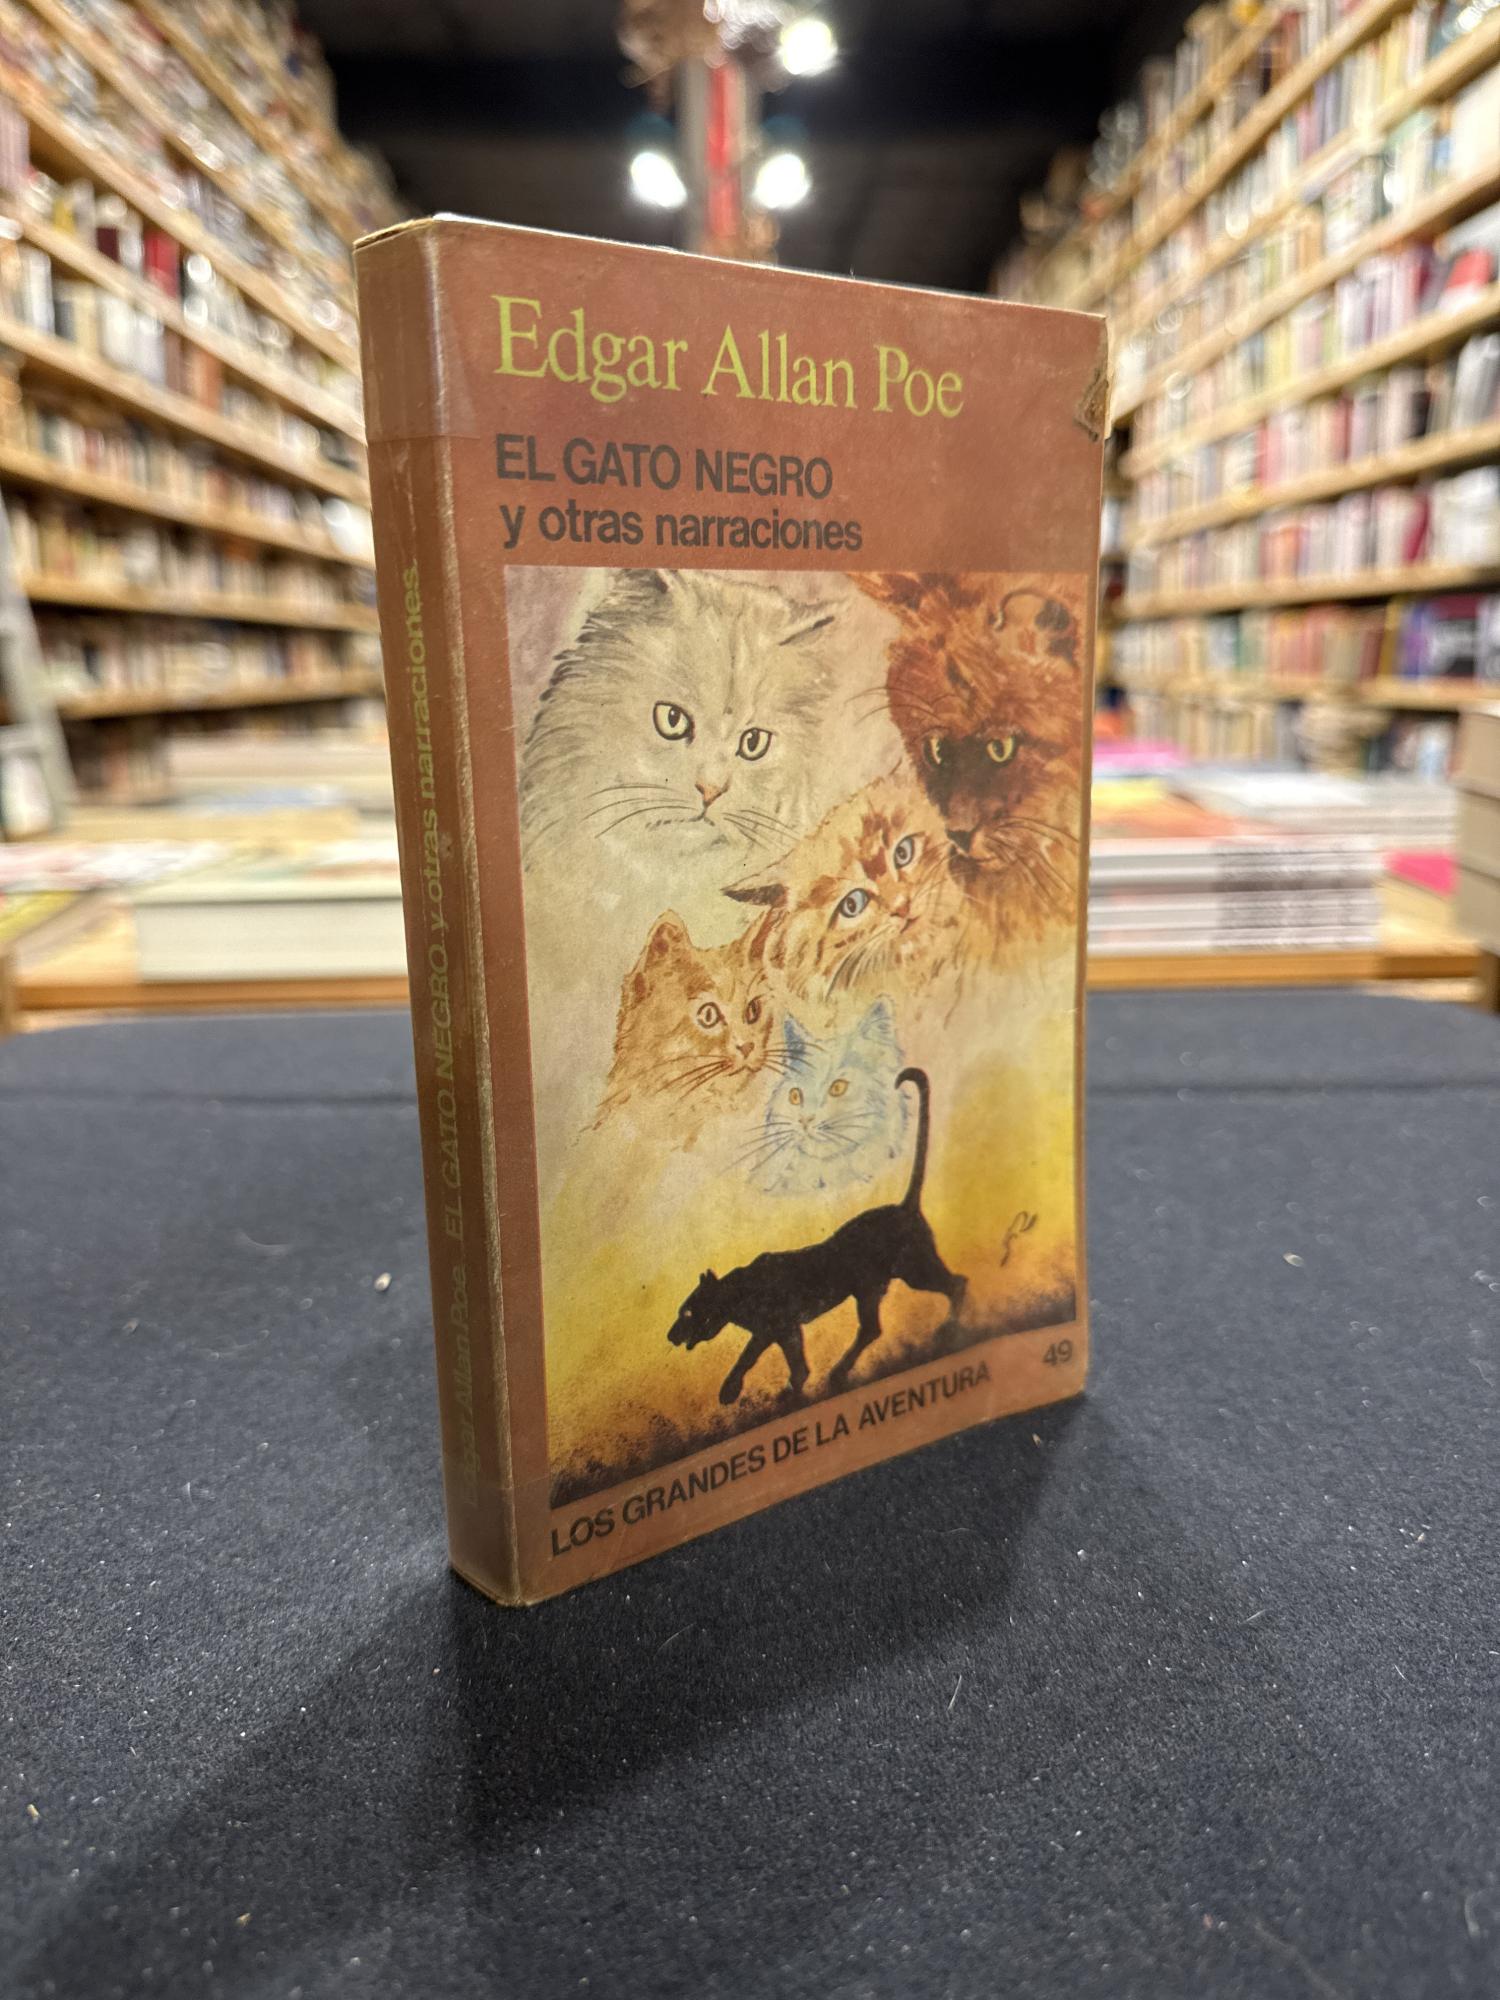 Edgar Allan Poe
EL GATO NEGRO
y otras narraciones
LOS GRANDES DE LA AVENTURA
49
Edgar Allan Poe EL GATO NEGRO y otras narraciones.